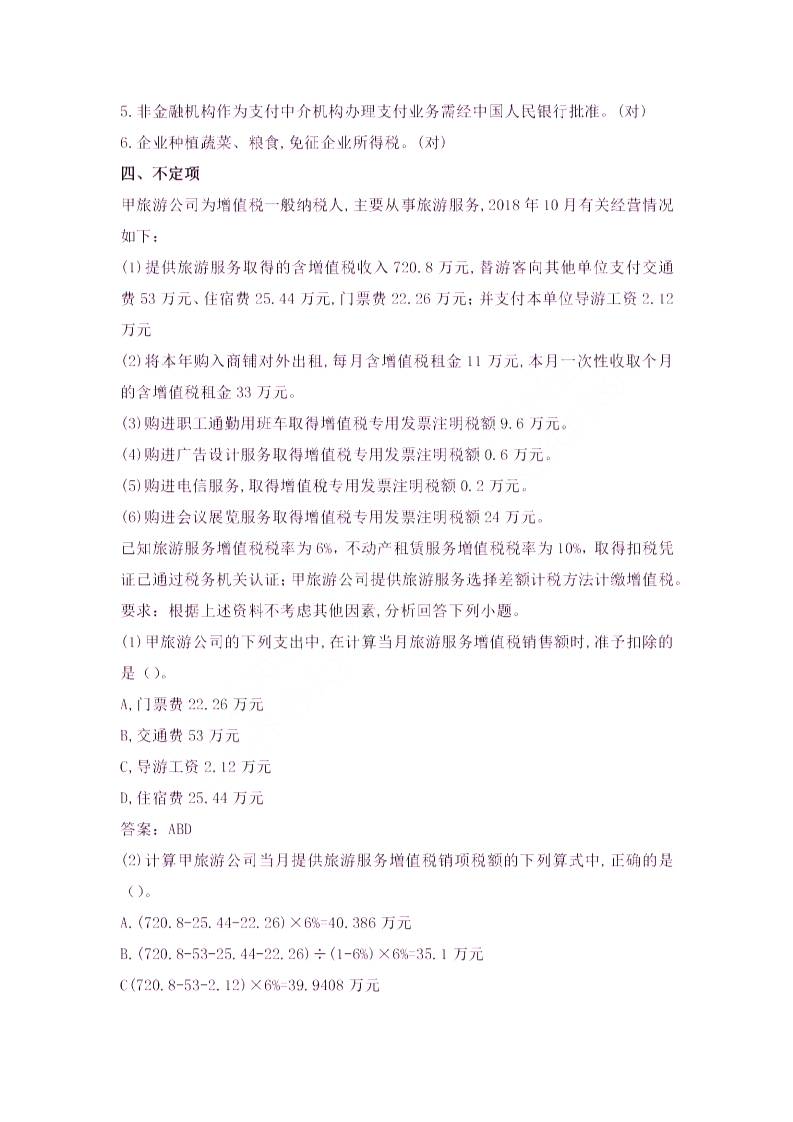 5.非金融机构作为支付中介机构办理支付业务需经中国人民银行批准。(对)
6.企业种植蔬菜、粮食,免征企业所得税。(对)
四、不定项
甲旅游公司为增值税一般纳税人,主要从事旅游服务,2018 年 10 月有关经营情况
如下：
(1)提供旅游服务取得的含增值税收入 720.8 万元,替游客向其他单位支付交通
费 53 万元、住宿费 25.44 万元,门票费 22.26 万元；并支付本单位导游工资 2.12
万元
(2)将本年购入商铺对外出租,每月含增值税租金 11 万元,本月一次性收取个月
的含增值税租金 33 万元。
(3)购进职工通勤用班车取得增值税专用发票注明税额 9.6 万元。
(4)购进广告设计服务取得增值税专用发票注明税额 0.6 万元。
(5)购进电信服务,取得增值税专用发票注明税额 0.2 万元。
(6)购进会议展览服务取得增值税专用发票注明税额 24 万元。
己知旅游服务增值税税率为 6%，不动产租赁服务增值税税率为 10%，取得扣税凭
证己通过税务机关认证；甲旅游公司提供旅游服务选择差额计税方法计缴增值税。
要求：根据上述资料不考虑其他因素,分析回答下列小题。
(1)甲旅游公司的下列支出中,在计算当月旅游服务增值税销售额时,准予扣除的
是（）。
A,门票费 22.26 万元
B,交通费 53 万元
C,导游工资 2.12 万元
D,住宿费 25.44 万元
答案：ABD
(2)计算甲旅游公司当月提供旅游服务增值税销项税额的下列算式中,正确的是
（）。
A.(720.8-25.44-22.26)×6%=40.386 万元
B.(720.8-53-25.44-22.26)÷(1-6%)×6%=35.1 万元
C(720.8-53-2.12)×6%=39.9408 万元